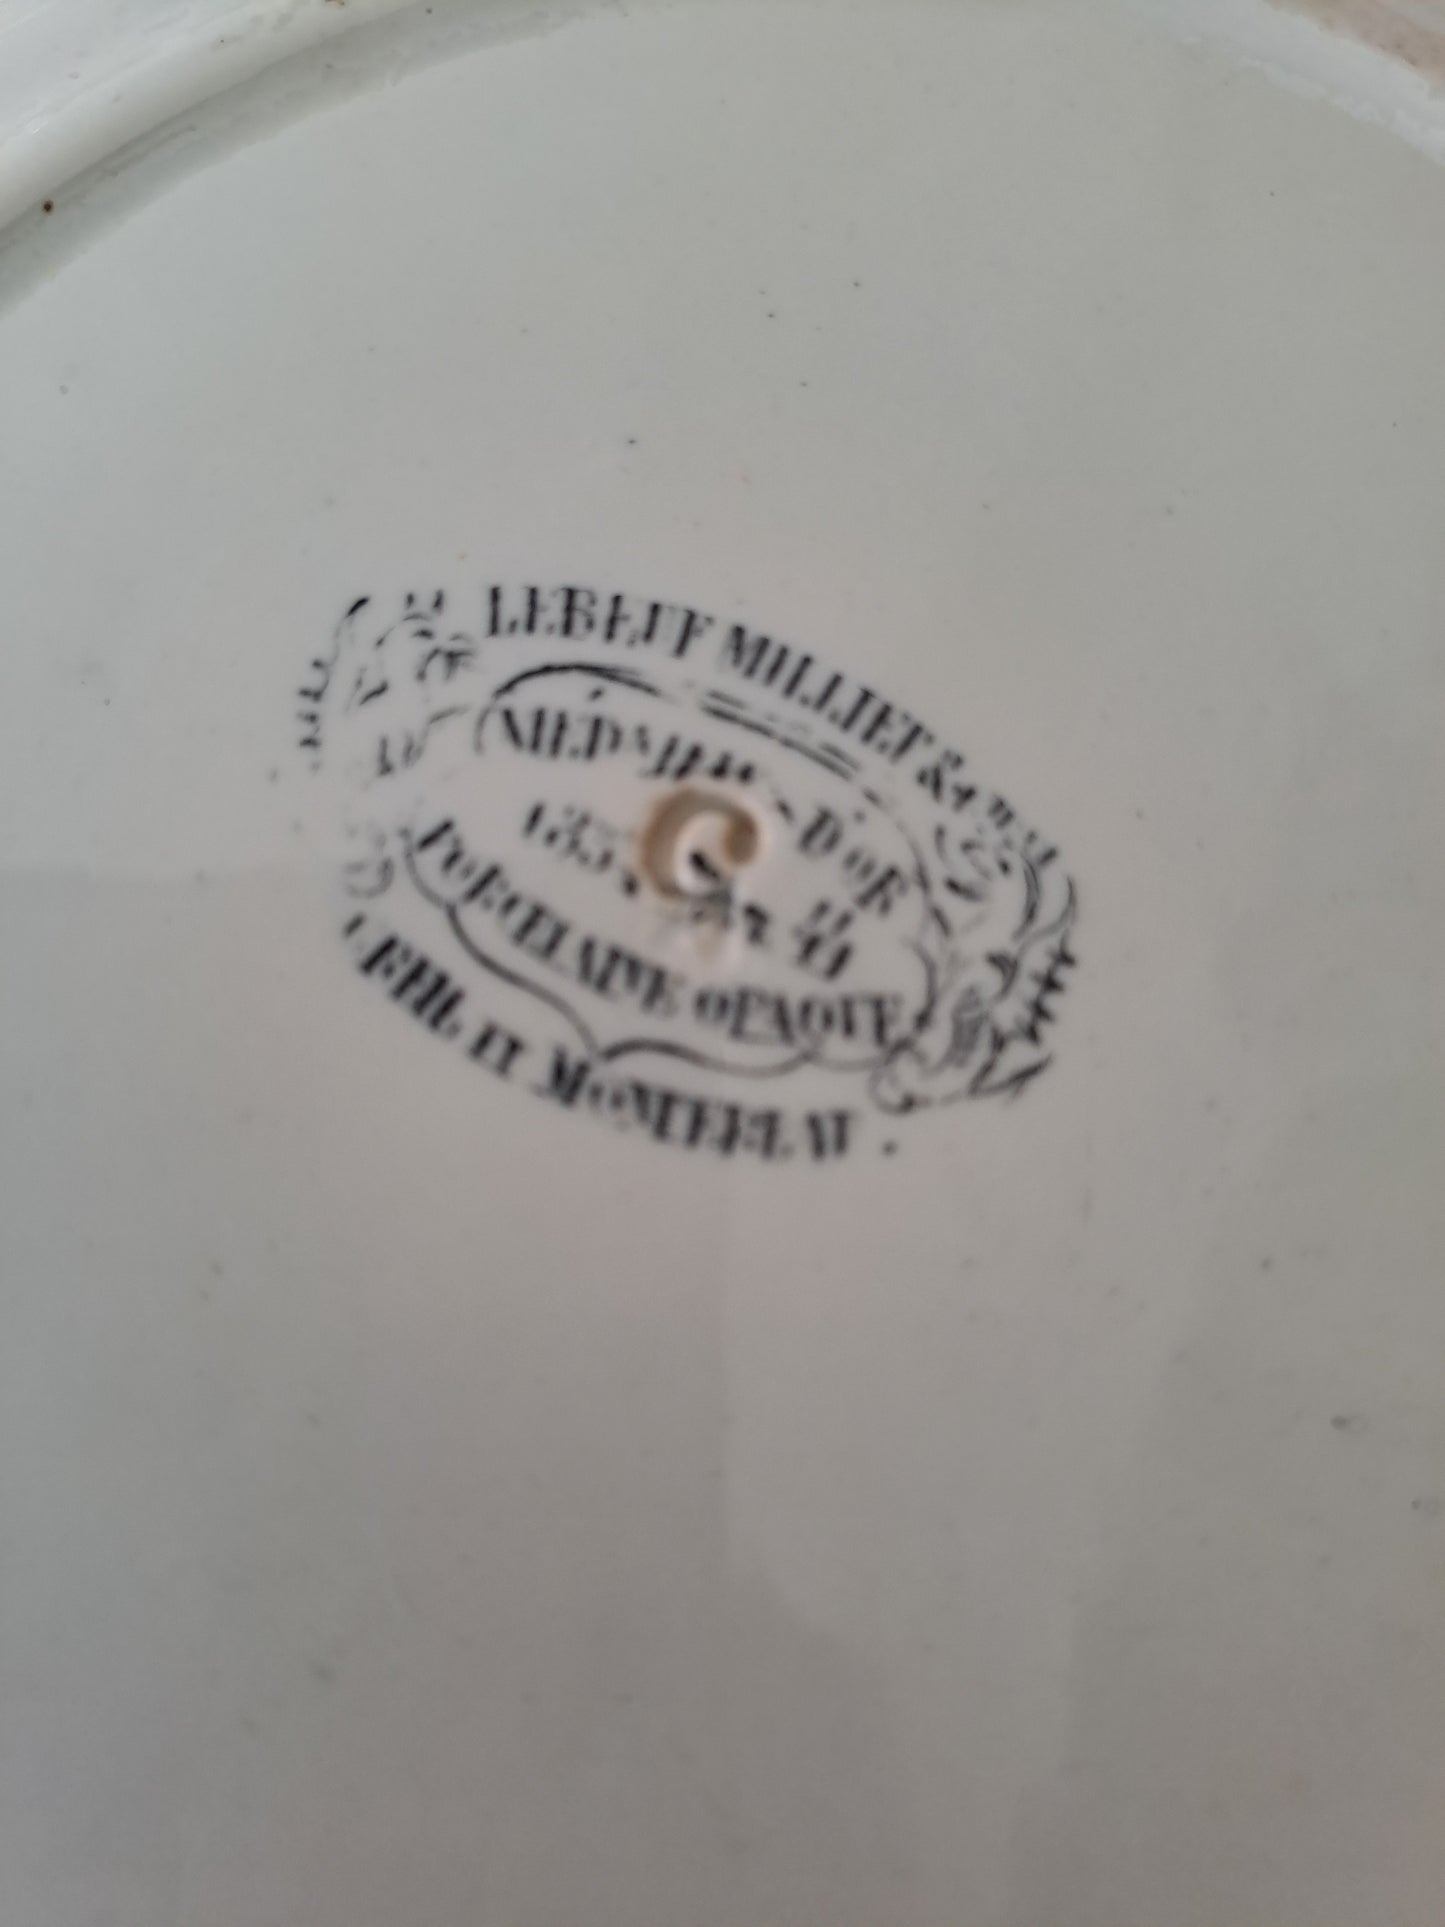 LEBEUF MILLIET & C
MÉDAILLE D'OR
PORCELAINE OPAQUE
CREIL ET MONTEREAU.
C